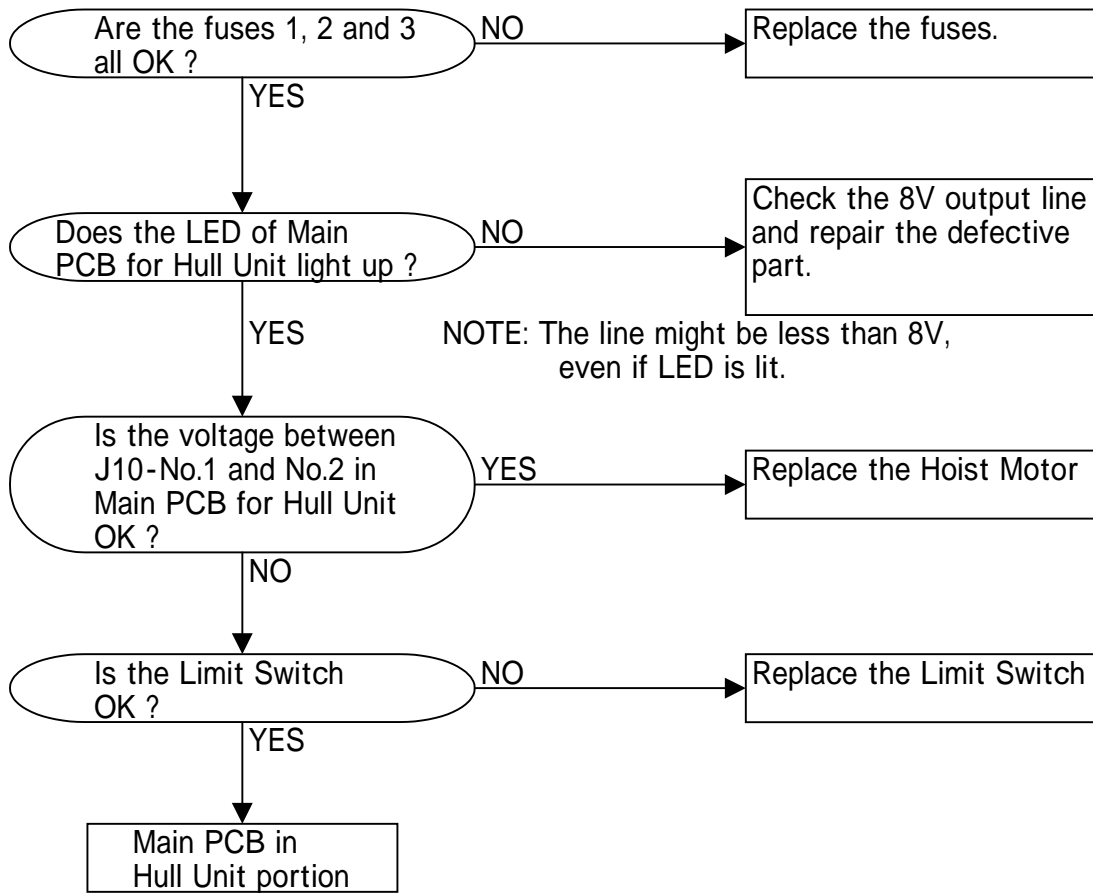 Are the fuses 1, 2 and 3
all OK ?
NO
Replace the fuses.
YES
Does the LED of Main
PCB for Hull Unit light up ?
NO
Check the 8V output line
and repair the defective
part.
YES
NOTE: The line might be less than 8V,
even if LED is lit.
Is the voltage between
J10-No.1 and No.2 in
Main PCB for Hull Unit
OK ?
YES
Replace the Hoist Motor
NO
Is the Limit Switch
OK ?
NO
Replace the Limit Switch
YES
Main PCB in
Hull Unit portion